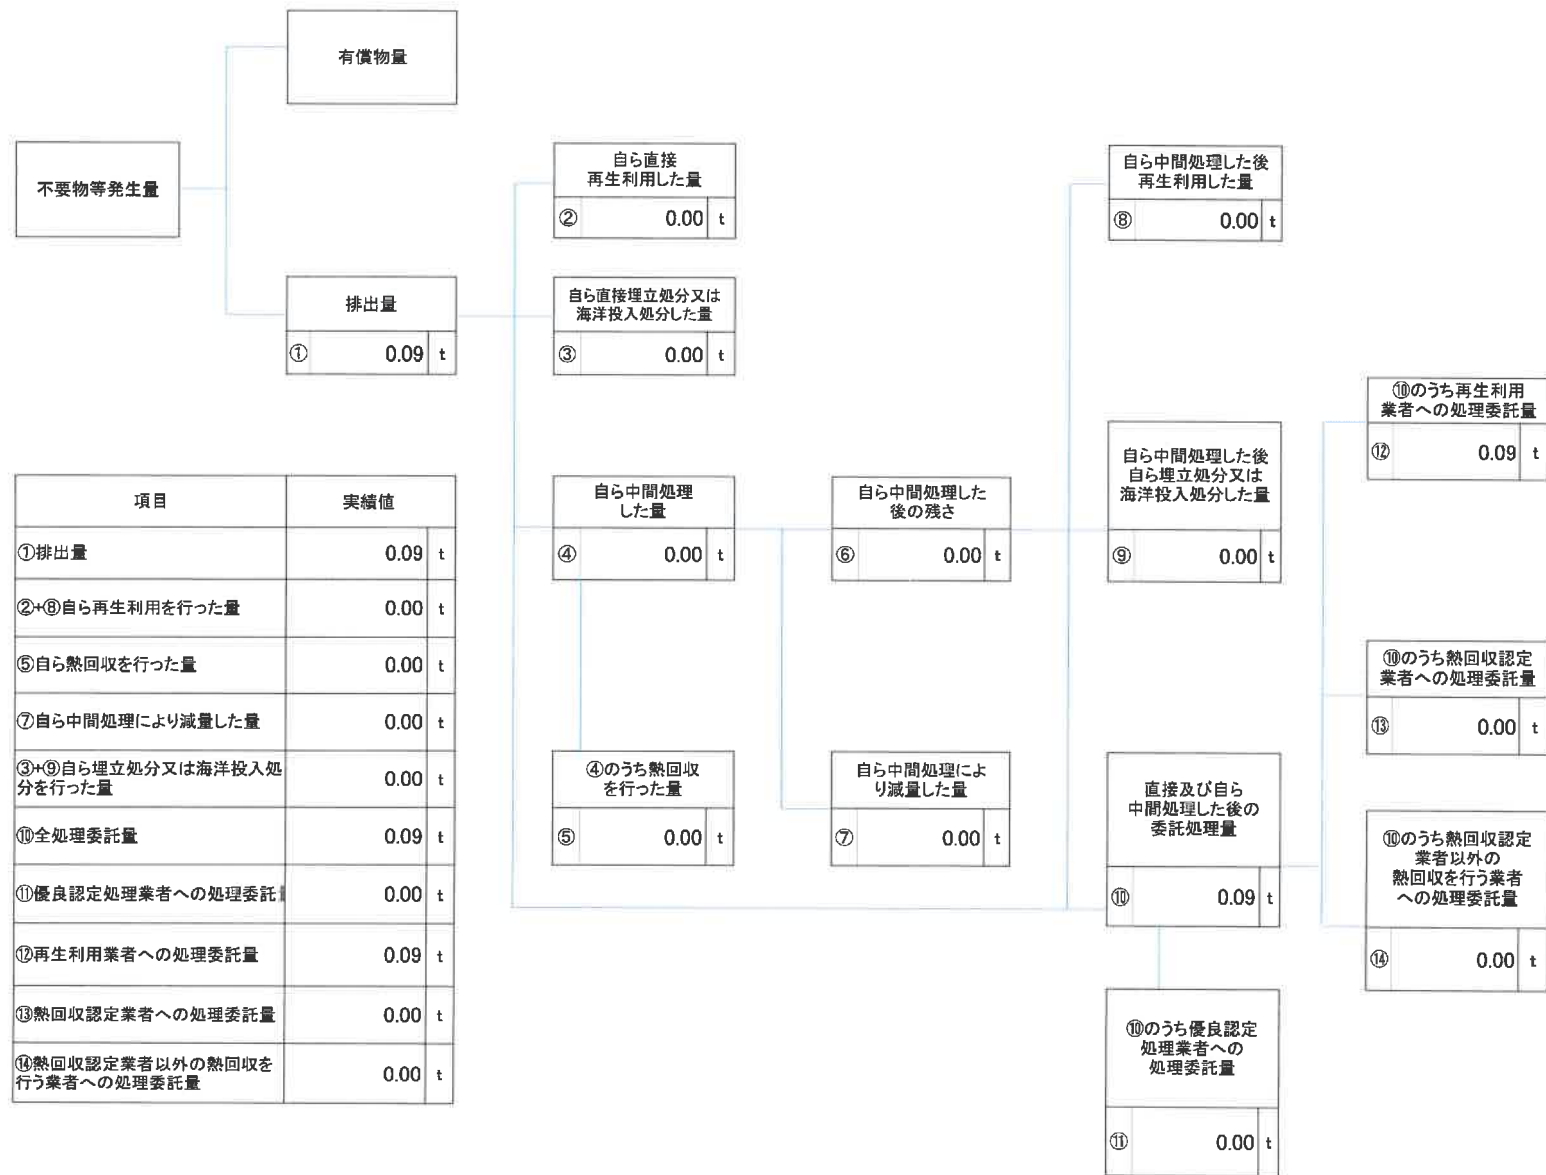 有償物量
不要物等発生量
排出量
① 0.09 t
自ら直接
再生利用した量
② 0.00 t
自ら直接埋立処分又は
海洋投入処分した量
③ 0.00 t
自ら中間処理
した量
④ 0.00 t
④のうち熱回収
を行った量
⑤ 0.00 t
自ら中間処理した
後の残さ
⑥ 0.00 t
自ら中間処理によ
り減量した量
⑦ 0.00 t
自ら中間処理した後
再生利用した量
⑧ 0.00 t
自ら中間処理した後
自ら埋立処分又は
海洋投入処分した量
⑨ 0.00 t
直接及び自ら
中間処理した後の
委託処理量
⑩ 0.09 t
⑩のうち優良認定
処理業者への
処理委託量
⑪ 0.00 t
⑩のうち再生利用
業者への処理委託量
⑫ 0.09 t
⑩のうち熱回収認定
業者への処理委託量
⑬ 0.00 t
⑩のうち熱回収認定
業者以外の
熱回収を行う業者
への処理委託量
⑭ 0.00 t
項目 実績値
①排出量 0.09 t
②+⑧自ら再生利用を行った量 0.00 t
⑤自ら熱回収を行った量 0.00 t
⑦自ら中間処理により減量した量 0.00 t
③+⑨自ら埋立処分又は海洋投入処
分を行った量 0.00 t
⑩全処理委託量 0.09 t
⑪優良認定処理業者への処理委託 0.00 t
⑫再生利用業者への処理委託量 0.09 t
⑬熱回収認定業者への処理委託量 0.00 t
⑭熱回収認定業者以外の熱回収を
行う業者への処理委託量 0.00 t